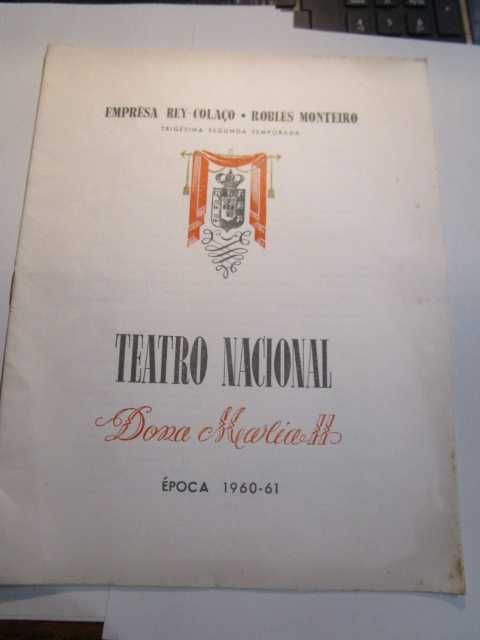 EMPRESA REY-COLAÇO • ROBLES MONTEIRO
TRIGÉSIMA SEGUNDA TEMPORADA
TEATRO NACIONAL
Dona Maria II
ÉPOCA 1960-61